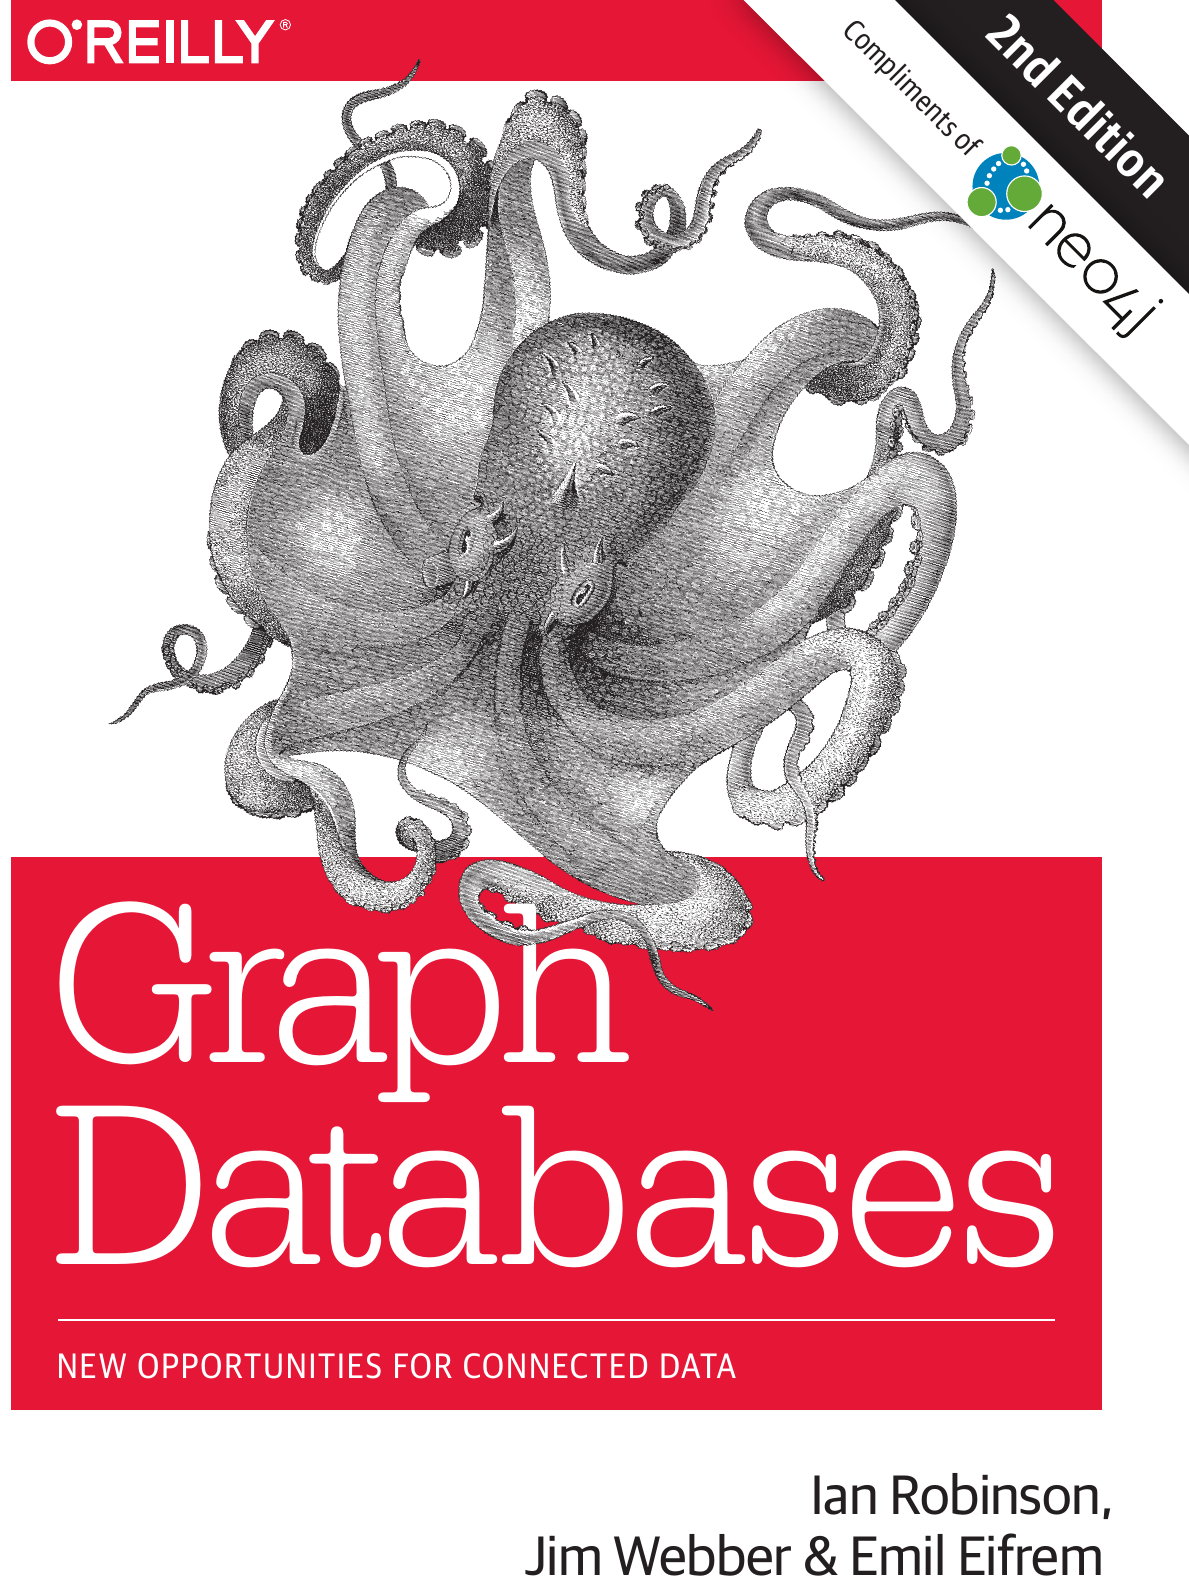 O'REILLY®
2nd Edition
Compliments of
neo4j
Graph
Databases
NEW OPPORTUNITIES FOR CONNECTED DATA
Ian Robinson,
Jim Webber & Emil Eifrem